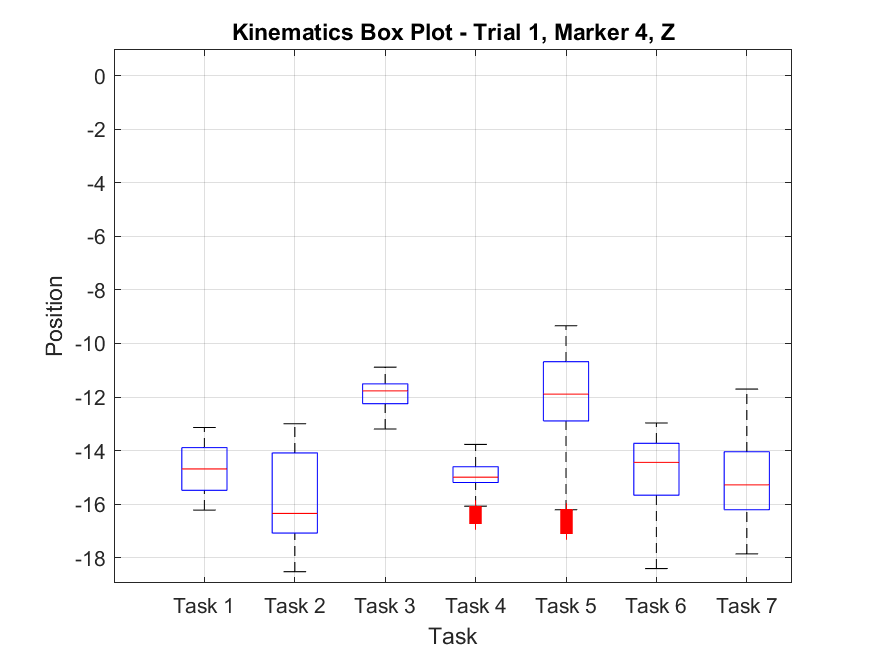 Kinematics Box Plot - Trial 1, Marker 4, Z
0
-2
-4
-6
-8
-10
-12
-14
-16
-18
Position
Task 1 Task 2 Task 3 Task 4 Task 5 Task 6 Task 7
Task